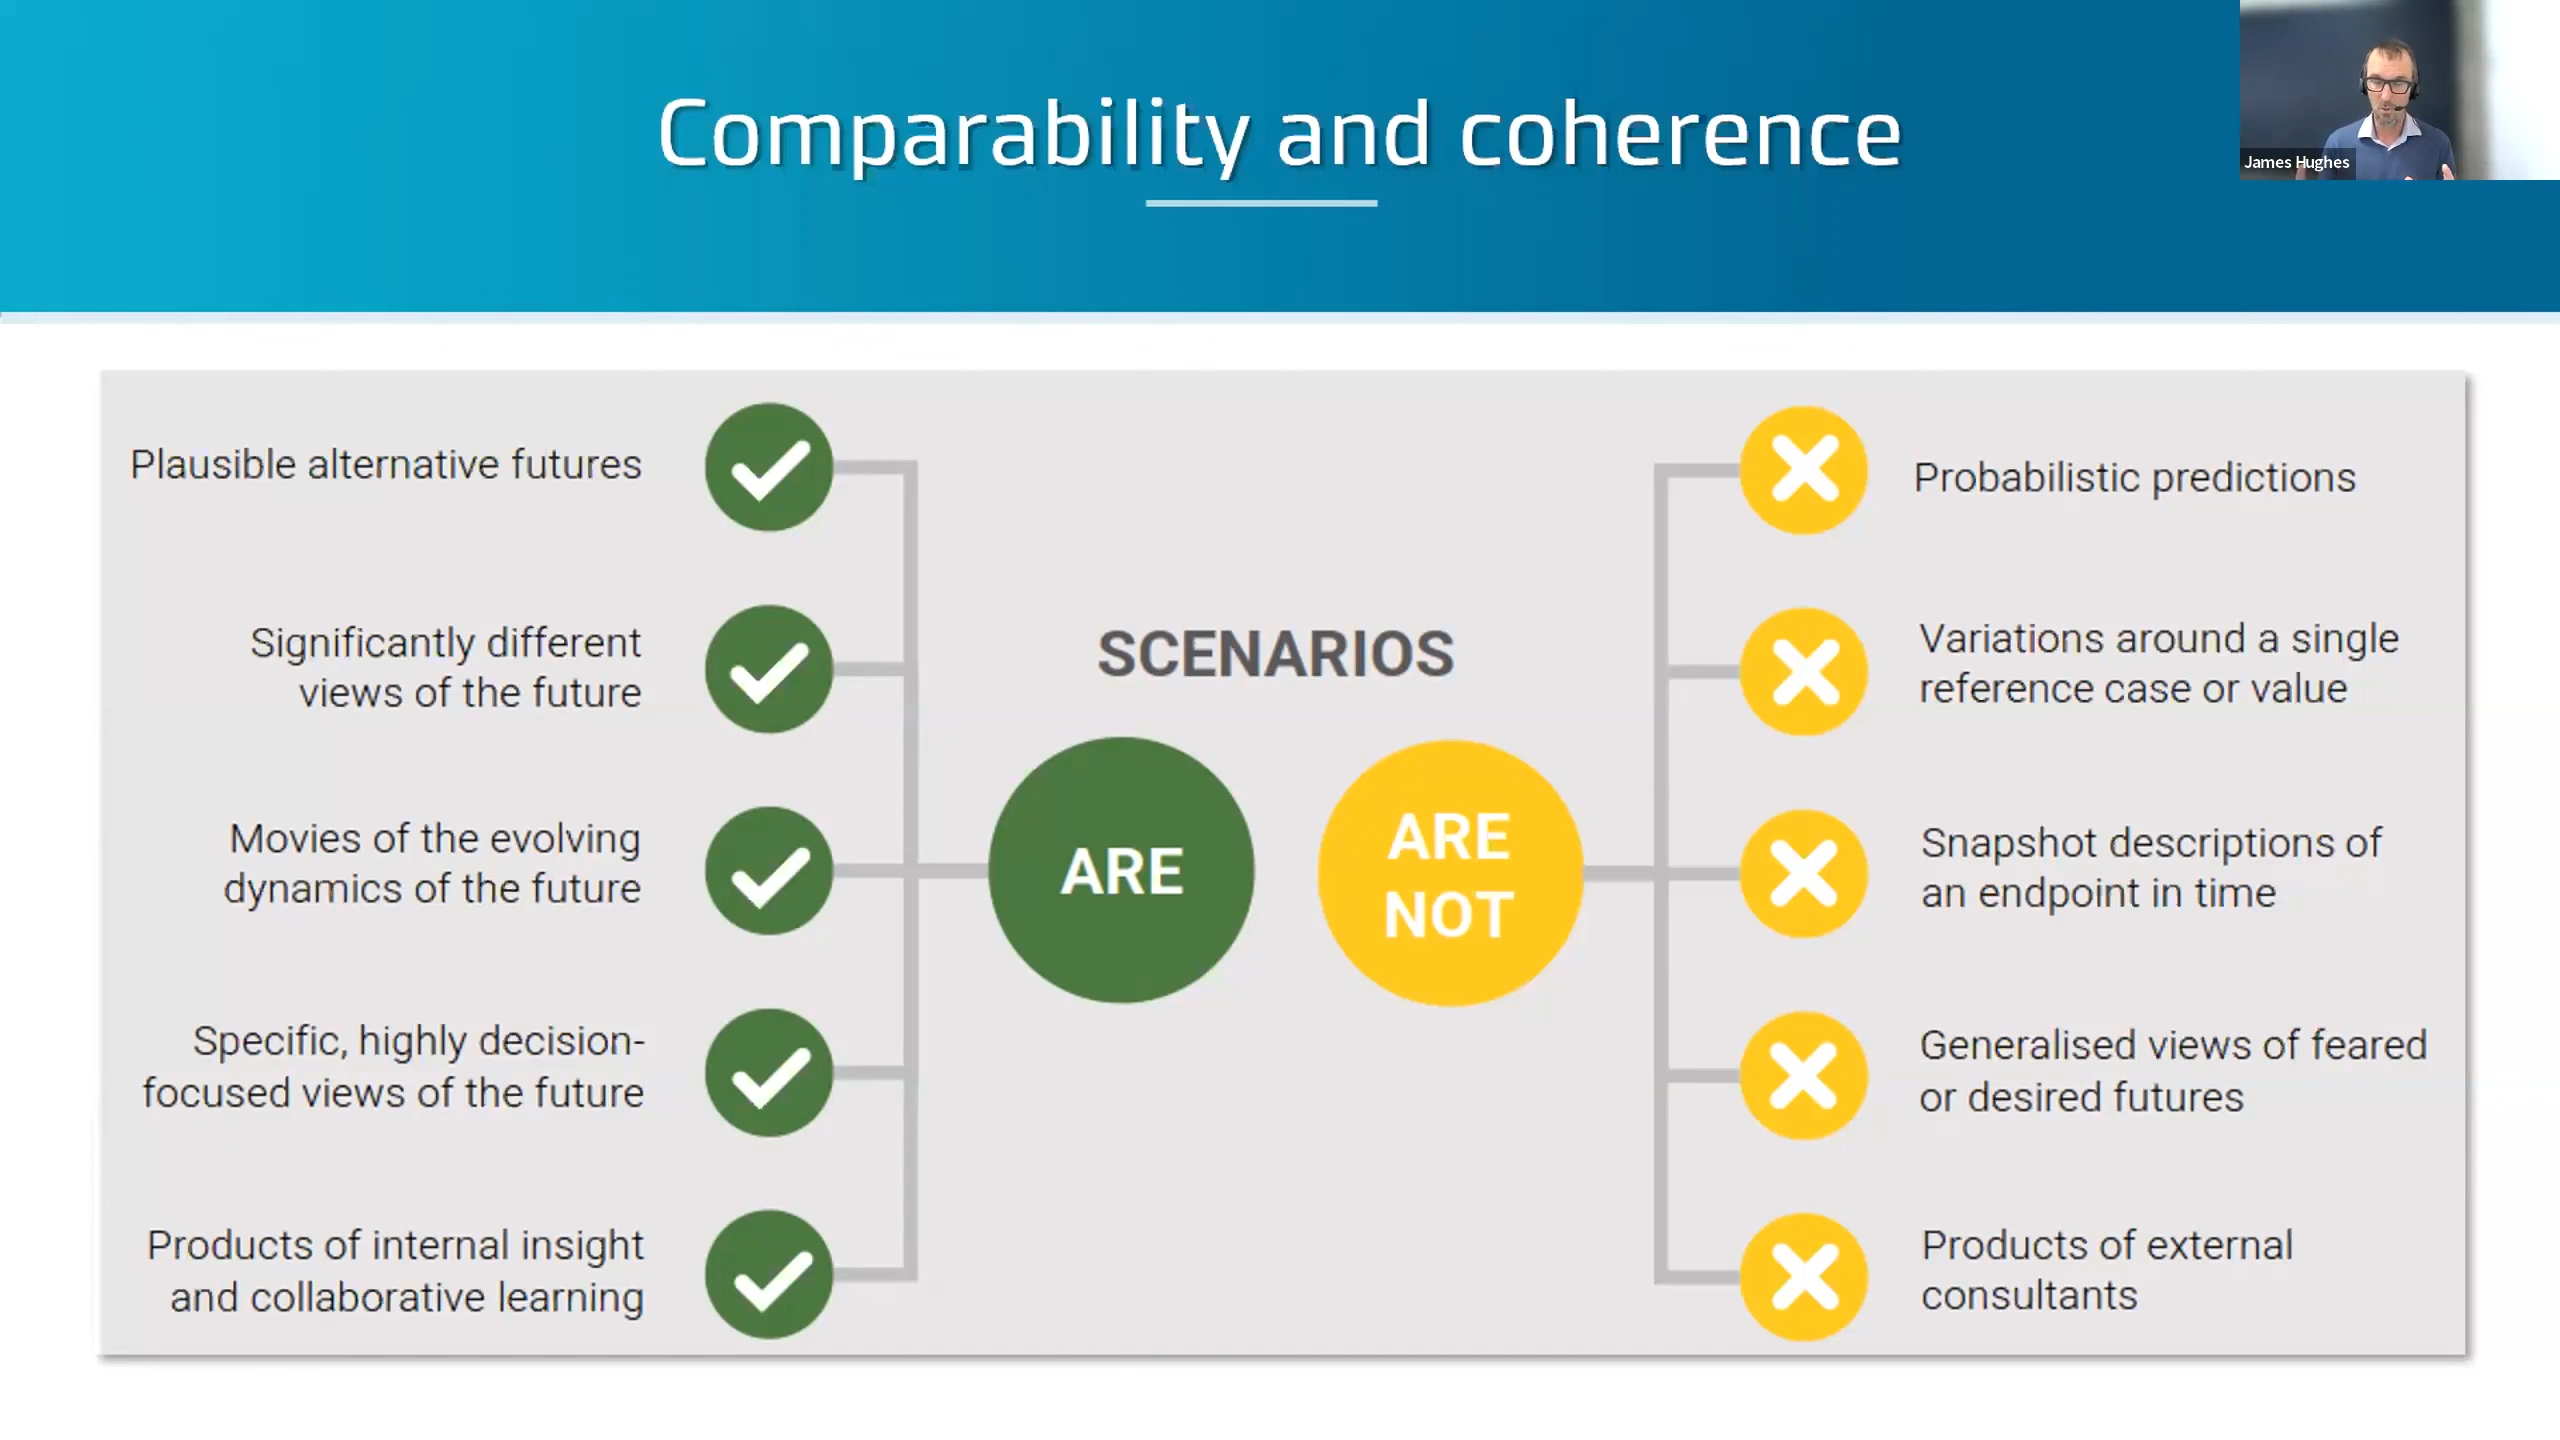 Comparability and coherence
James Hughes
Plausible alternative futures
Significantly different
views of the future
Movies of the evolving
dynamics of the future
Specific, highly decision-
focused views of the future
Products of internal insight
and collaborative learning
SCENARIOS
ARE
ARE
NOT
Probabilistic predictions
Variations around a single
reference case or value
Snapshot descriptions of
an endpoint in time
Generalised views of feared
or desired futures
Products of external
consultants